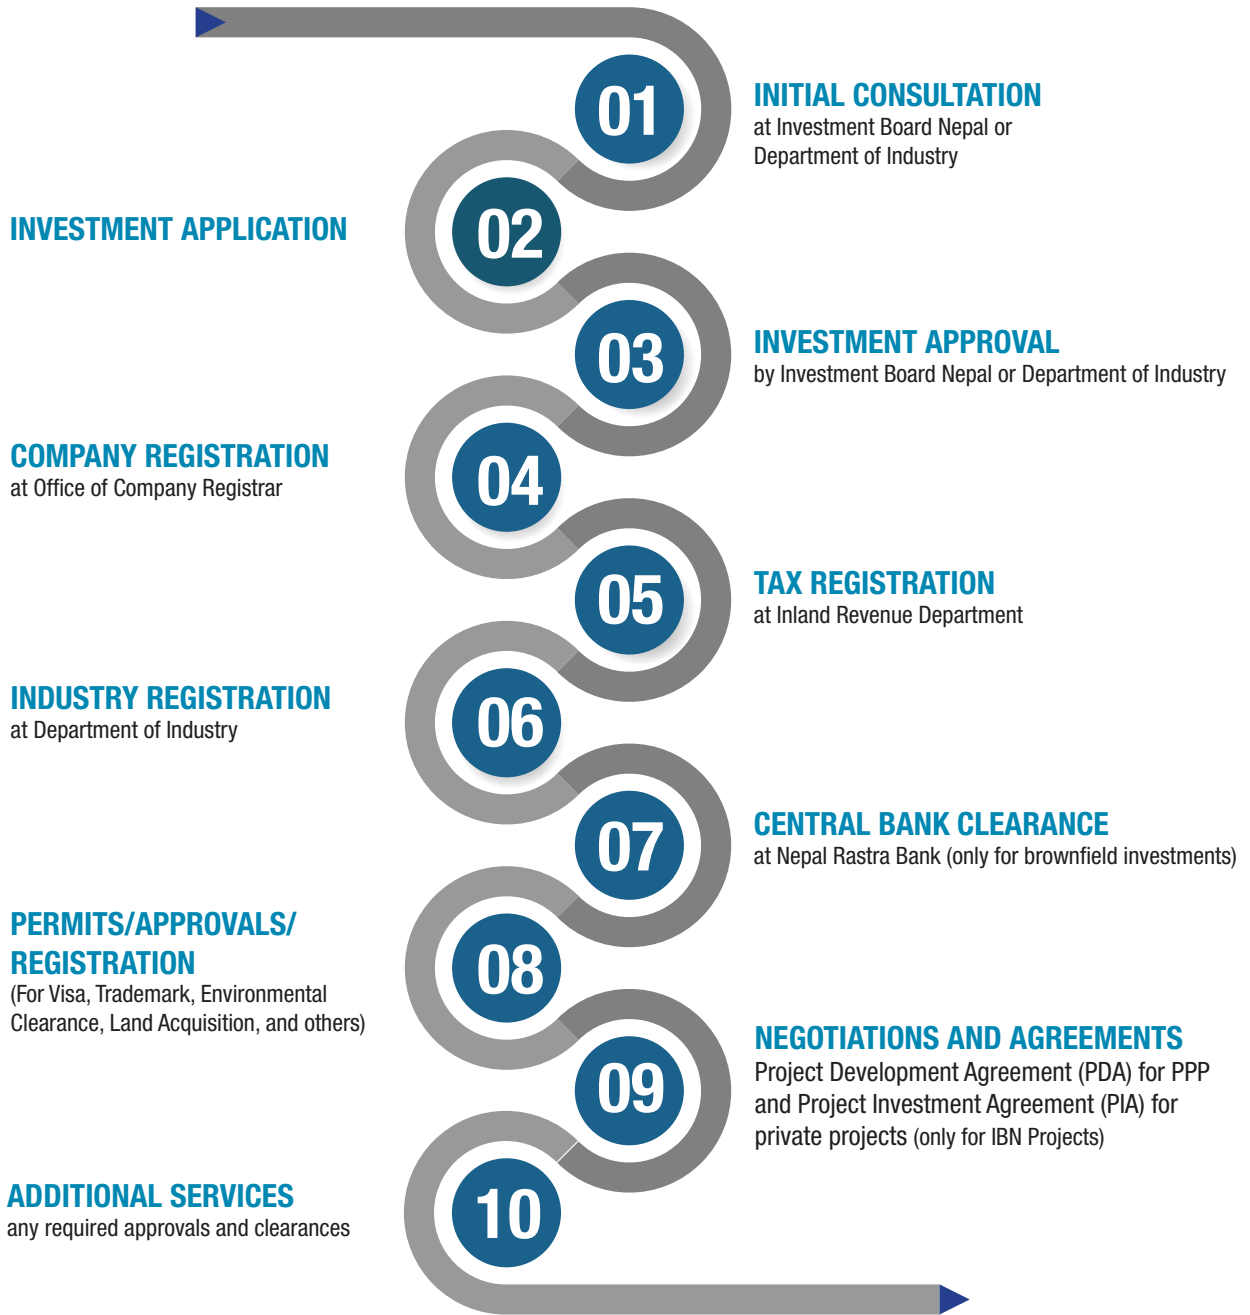 01
INITIAL CONSULTATION
at Investment Board Nepal or
Department of Industry
INVESTMENT APPLICATION
02
03
INVESTMENT APPROVAL
by Investment Board Nepal or Department of Industry
COMPANY REGISTRATION
at Office of Company Registrar
04
05
TAX REGISTRATION
at Inland Revenue Department
INDUSTRY REGISTRATION
at Department of Industry
06
07
CENTRAL BANK CLEARANCE
at Nepal Rastra Bank (only for brownfield investments)
PERMITS/APPROVALS/
REGISTRATION
(For Visa, Trademark, Environmental
Clearance, Land Acquisition, and others)
08
09
NEGOTIATIONS AND AGREEMENTS
Project Development Agreement (PDA) for PPP
and Project Investment Agreement (PIA) for
private projects (only for IBN Projects)
ADDITIONAL SERVICES
any required approvals and clearances
10